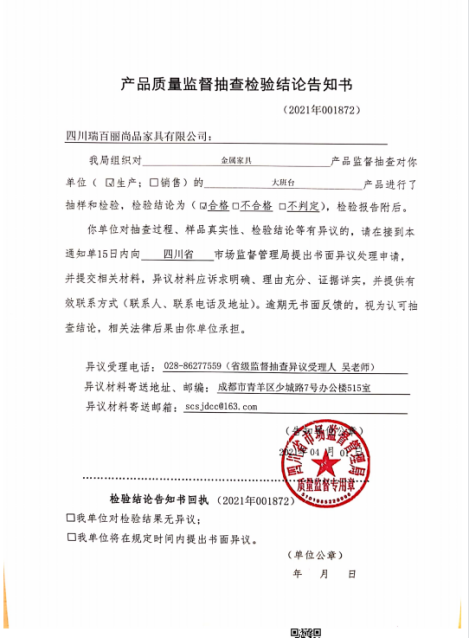 产品质量监督抽查检验结论告知书
（2021年001872）
四川瑞百丽尚品家具有限公司：
我局组织对 金属家具 产品监督抽查对你
单位（☑生产；□销售）的 大班台 产品进行了
抽样和检验，检验结论为（☑合格 □不合格 □不判定），检验报告附后。
你单位对抽查过程、样品真实性、检验结论等有异议的，请在接到本
通知单15日内向 四川省 市场监督管理局提出书面异议处理申请，
并提交相关材料，异议材料应诉求明确、理由充分、证据详实，并提供有
效联系方式（联系人、联系电话及地址）。逾期无书面反馈的，视为认可抽
查结论，相关法律后果由你单位承担。
异议受理电话： 028-86277559（省级监督抽查异议受理人 吴老师）
异议材料寄送地址、邮编： 成都市青羊区少城路7号办公楼515室
异议材料寄送邮箱： scsjdcc@163.com
2021年 04 月 01日
四川省市场监督管理局
质量监督专用章
检验结论告知书回执 （2021年001872）
□我单位对检验结果无异议；
□我单位将在规定时间内提出书面异议。
（单位公章）
年 月 日